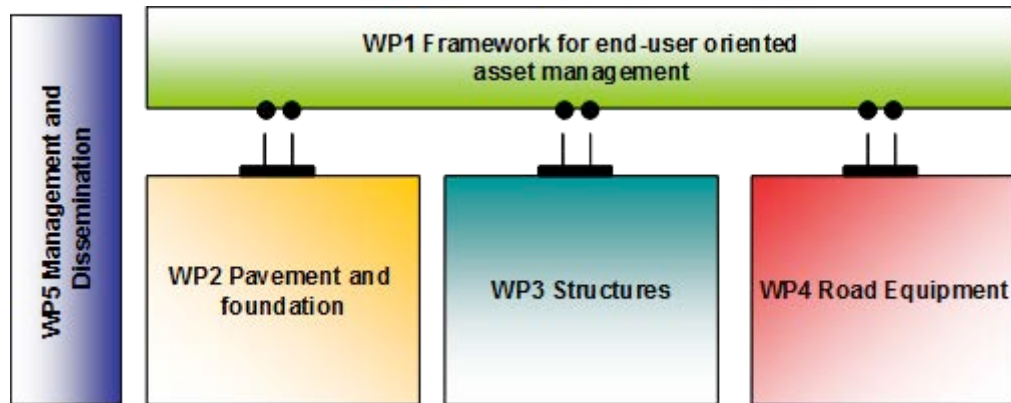 WP5 Management and
Dissemination
WP1 Framework for end-user oriented
asset management
WP2 Pavement and
foundation
WP3 Structures
WP4 Road Equipment